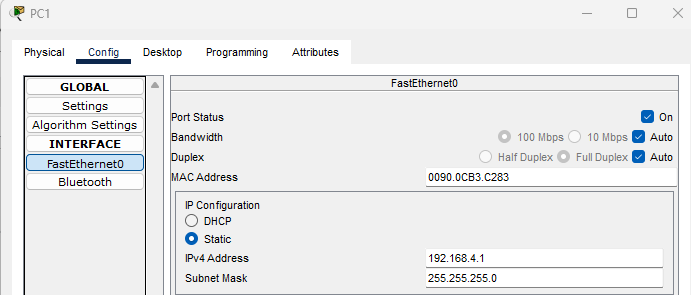 PC1
Physical Config Desktop Programming Attributes
GLOBAL
Settings
Algorithm Settings
INTERFACE
FastEthernet0
Bluetooth
FastEthernet0
Port Status On
Bandwidth 100 Mbps 10 Mbps Auto
Duplex Half Duplex Full Duplex Auto
MAC Address 0090.0CB3.C283
IP Configuration
DHCP
Static
IPv4 Address 192.168.4.1
Subnet Mask 255.255.255.0